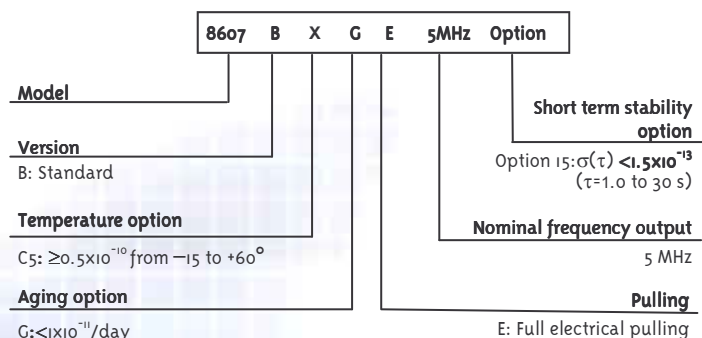 8607 B X G E 5MHz Option
Model
Version
B: Standard
Temperature option
C5: ≥0.5x10⁻¹⁰ from –15 to +60°
Aging option
G:<1x10⁻¹¹/day
Short term stability
option
Option 15:σ(τ) <1.5x10⁻¹³
(τ=1.0 to 30 s)
Nominal frequency output
5 MHz
Pulling
E: Full electrical pulling